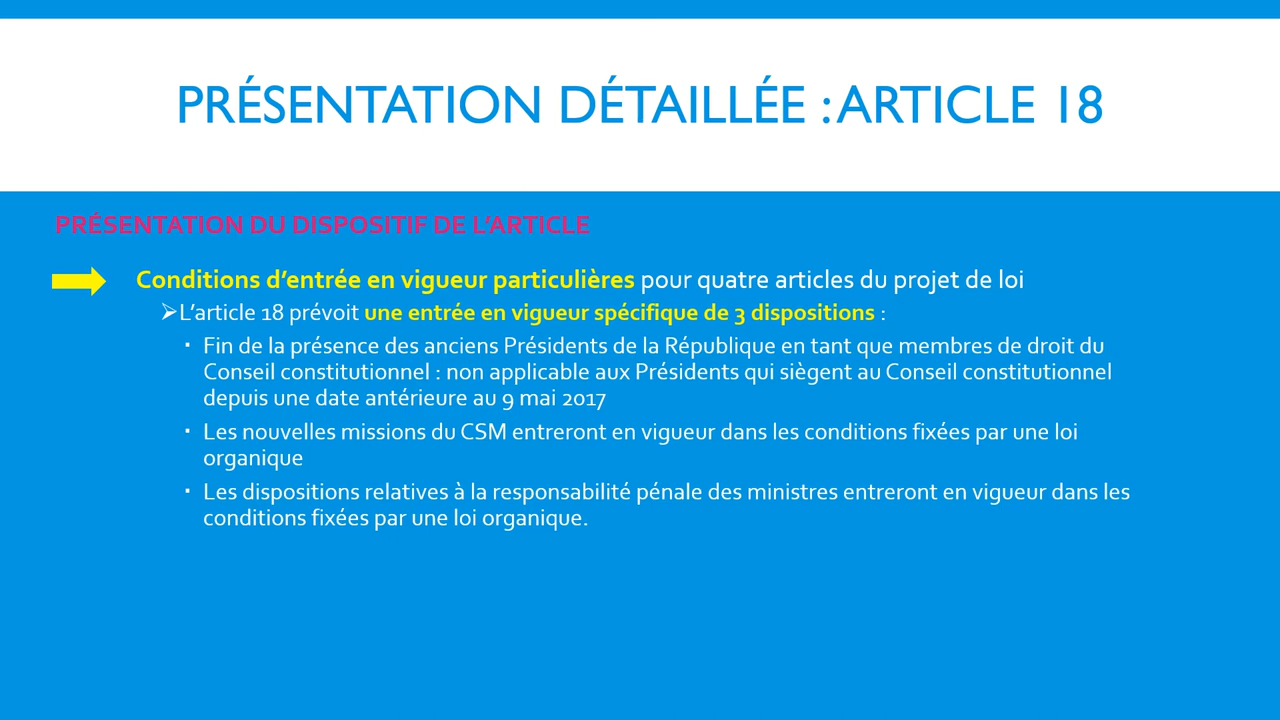 PRÉSENTATION DÉTAILLÉE : ARTICLE 18
PRÉSENTATION DU DISPOSITIF DE L'ARTICLE
Conditions d'entrée en vigueur particulières pour quatre articles du projet de loi
L'article 18 prévoit une entrée en vigueur spécifique de 3 dispositions :
Fin de la présence des anciens Présidents de la République en tant que membres de droit du
Conseil constitutionnel : non applicable aux Présidents qui siègent au Conseil constitutionnel
depuis une date antérieure au 9 mai 2017
Les nouvelles missions du CSM entreront en vigueur dans les conditions fixées par une loi
organique
Les dispositions relatives à la responsabilité pénale des ministres entreront en vigueur dans les
conditions fixées par une loi organique.